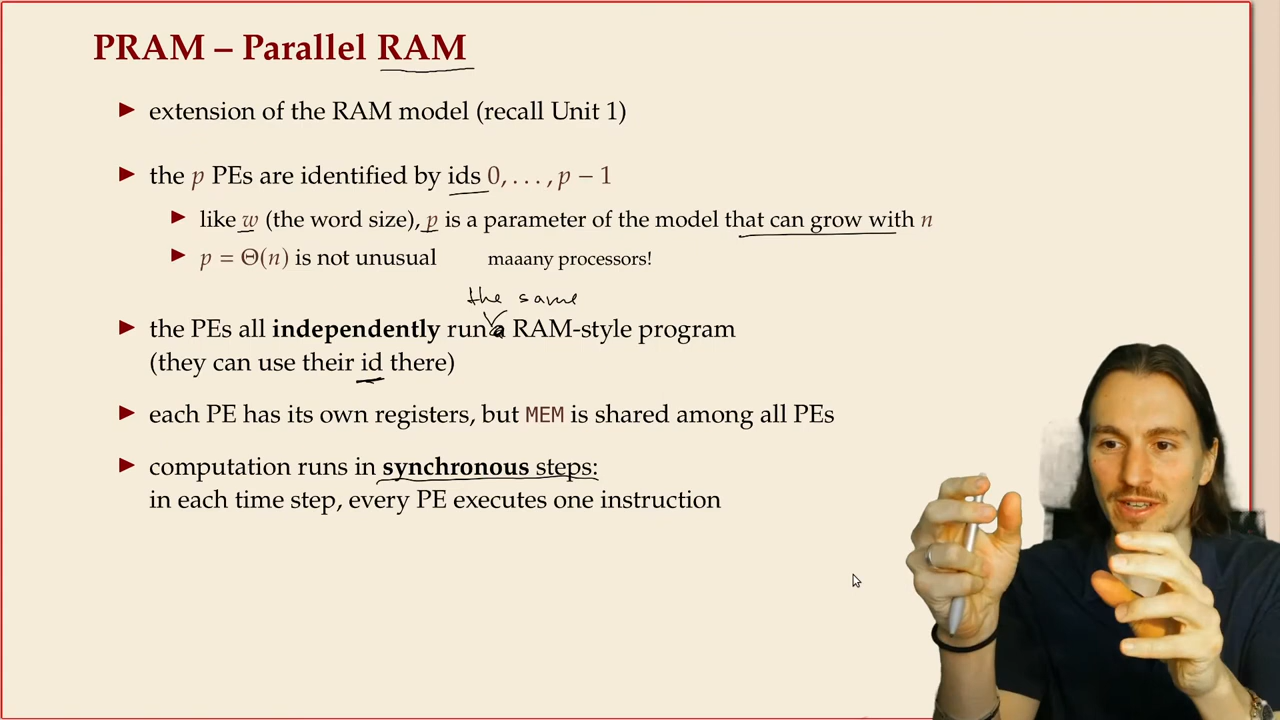 PRAM – Parallel RAM
▶ extension of the RAM model (recall Unit 1)
▶ the p PEs are identified by ids 0, . . . , p − 1
▶ like w (the word size), p is a parameter of the model that can grow with n
▶ p = Θ(n) is not unusual maaany processors!
the same
▶ the PEs all independently run a RAM-style program
(they can use their id there)
▶ each PE has its own registers, but MEM is shared among all PEs
▶ computation runs in synchronous steps:
in each time step, every PE executes one instruction